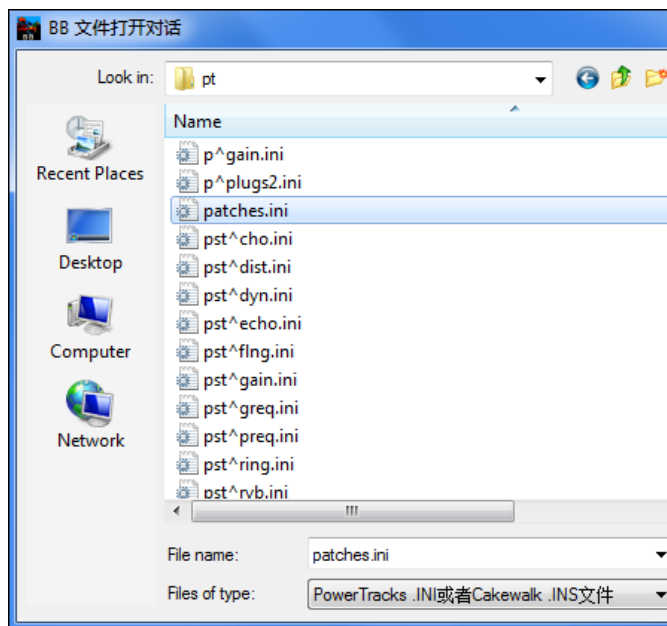 BB 文件打开对话
Look in:
pt
Name
Recent Places
Desktop
Computer
Network
p^gain.ini
p^plugs2.ini
patches.ini
pst^cho.ini
pst^dist.ini
pst^dyn.ini
pst^echo.ini
pst^flng.ini
pst^gain.ini
pst^greq.ini
pst^preq.ini
pst^ring.ini
pst^rvb.ini
File name:
patches.ini
Files of type:
PowerTracks .INI或者Cakewalk .INS文件